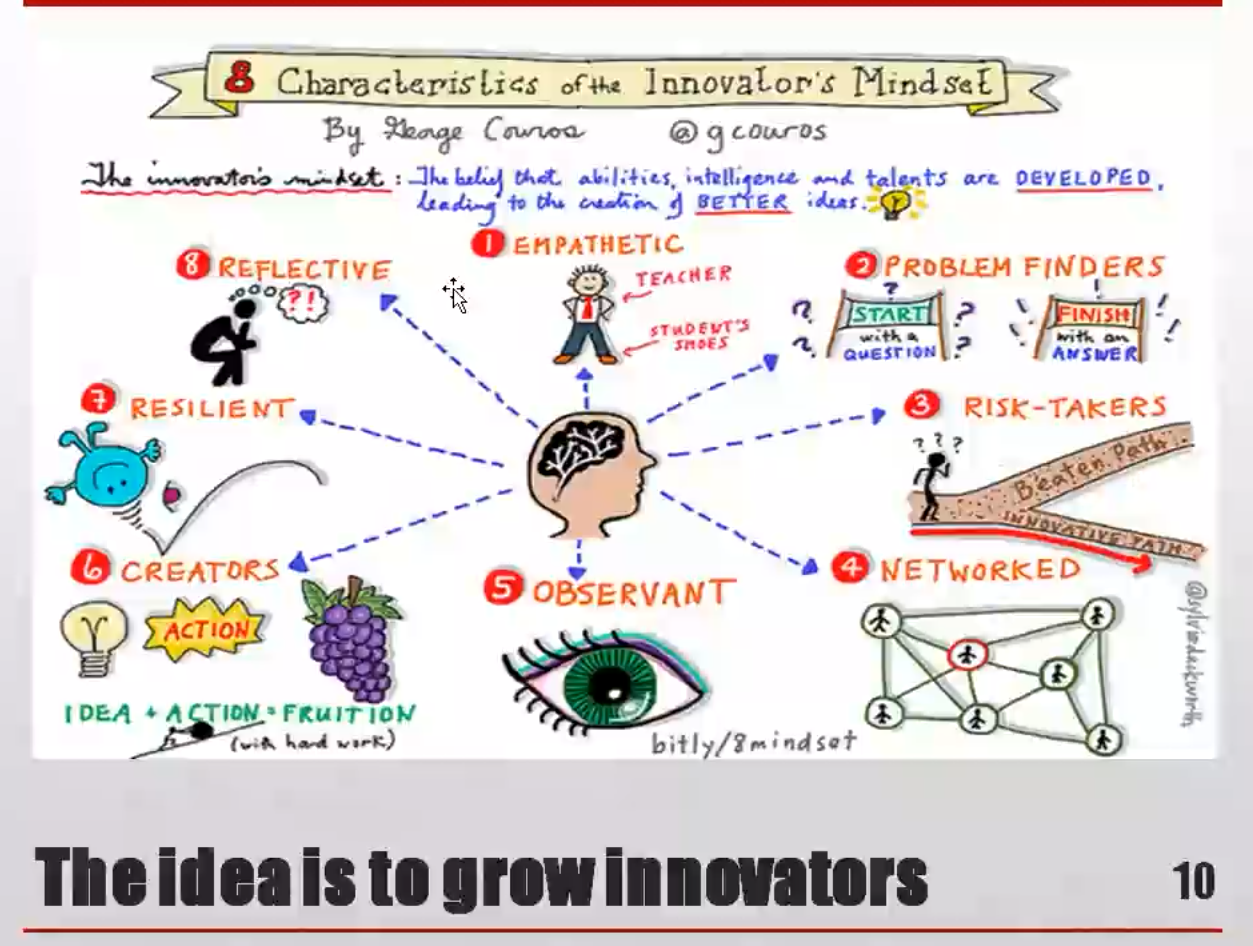 8 Characteristics of the Innovator's Mindset
By George Couros @gcouros
The innovator's mindset : The belief that abilities, intelligence and talents are DEVELOPED,
leading to the creation of BETTER ideas.
1 EMPATHETIC
TEACHER
STUDENT'S
SHOES
2 PROBLEM FINDERS
? ? ? ? ?
START
with a
QUESTION
! ! ! ! ! !
FINISH
with an
ANSWER
3 RISK-TAKERS
? ? ?
Beaten Path
INNOVATIVE PATH
4 NETWORKED
5 OBSERVANT
6 CREATORS
ACTION
IDEA + ACTION = FRUITION
(with hard work)
7 RESILIENT
8 REFLECTIVE
?!
bitly/8mindset
@sylviaduckworth
The idea is to grow innovators
10